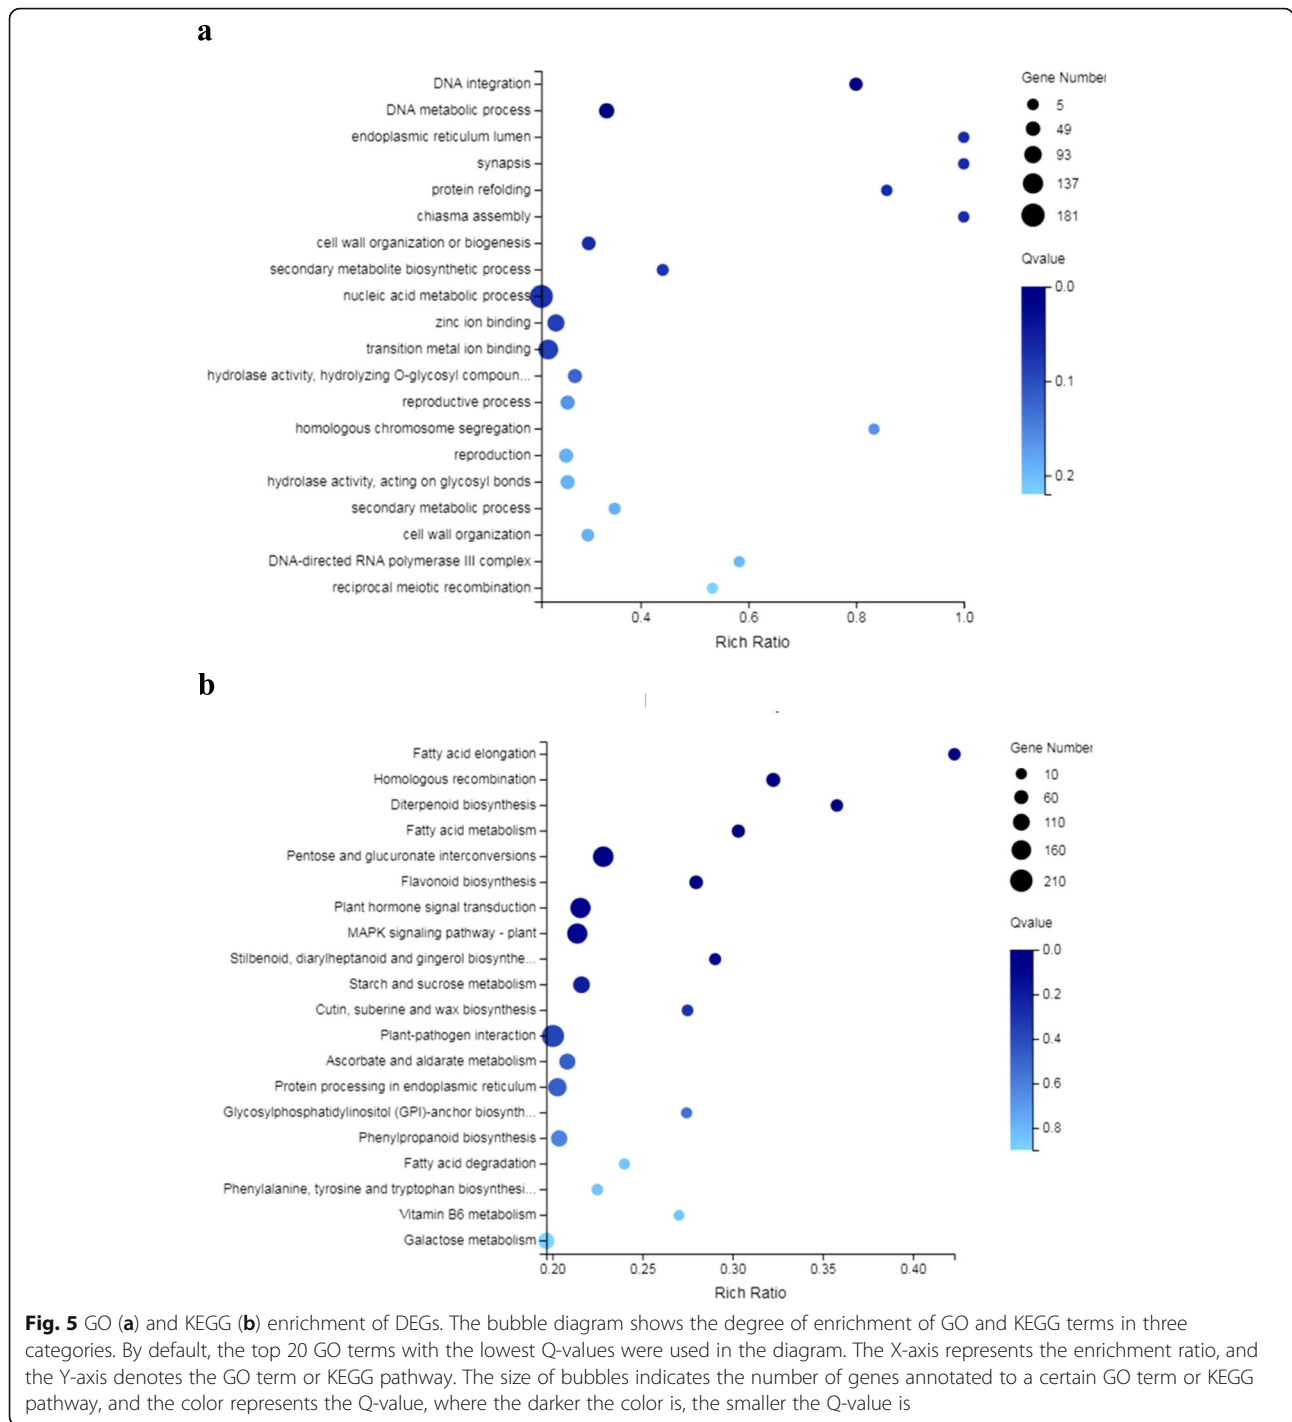 a
DNA integration
DNA metabolic process
endoplasmic reticulum lumen
synapsis
protein refolding
chiasma assembly
cell wall organization or biogenesis
secondary metabolite biosynthetic process
nucleic acid metabolic process
zinc ion binding
transition metal ion binding
hydrolase activity, hydrolyzing O-glycosyl compoun...
reproductive process
homologous chromosome segregation
reproduction
hydrolase activity, acting on glycosyl bonds
secondary metabolic process
cell wall organization
DNA-directed RNA polymerase III complex
reciprocal meiotic recombination
0.4 0.6 0.8 1.0
Rich Ratio
Gene Number
5
49
93
137
181
Qvalue
0.0
0.1
0.2
b
Fatty acid elongation
Homologous recombination
Diterpenoid biosynthesis
Fatty acid metabolism
Pentose and glucuronate interconversions
Flavonoid biosynthesis
Plant hormone signal transduction
MAPK signaling pathway - plant
Stilbenoid, diarylheptanoid and gingerol biosynthe...
Starch and sucrose metabolism
Cutin, suberine and wax biosynthesis
Plant-pathogen interaction
Ascorbate and aldarate metabolism
Protein processing in endoplasmic reticulum
Glycosylphosphatidylinositol (GPI)-anchor biosynth...
Phenylpropanoid biosynthesis
Fatty acid degradation
Phenylalanine, tyrosine and tryptophan biosynthesi...
Vitamin B6 metabolism
Galactose metabolism
0.20 0.25 0.30 0.35 0.40
Rich Ratio
Gene Number
10
60
110
160
210
Qvalue
0.0
0.2
0.4
0.6
0.8
Fig. 5 GO (a) and KEGG (b) enrichment of DEGs. The bubble diagram shows the degree of enrichment of GO and KEGG terms in three
categories. By default, the top 20 GO terms with the lowest Q-values were used in the diagram. The X-axis represents the enrichment ratio, and
the Y-axis denotes the GO term or KEGG pathway. The size of bubbles indicates the number of genes annotated to a certain GO term or KEGG
pathway, and the color represents the Q-value, where the darker the color is, the smaller the Q-value is